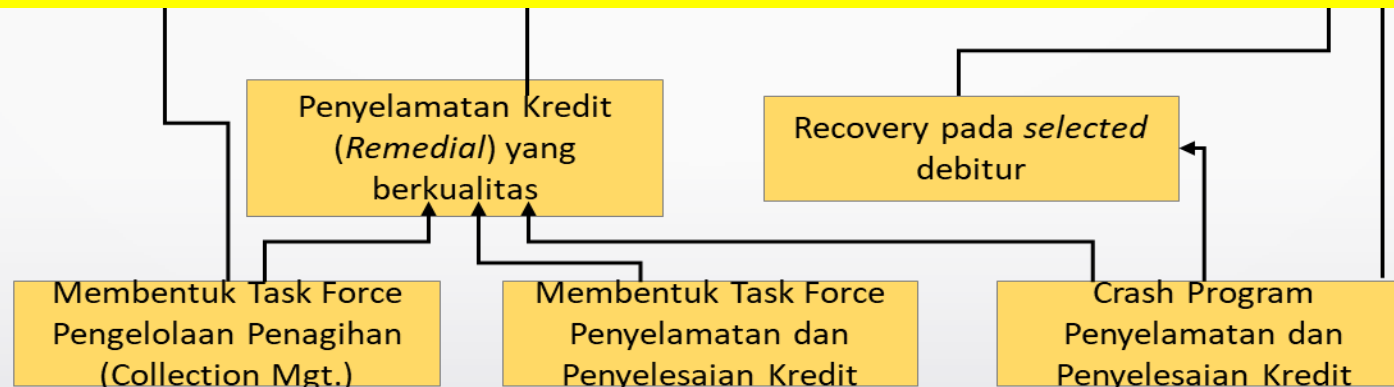 Penyelamatan Kredit
(Remedial) yang
berkualitas
Recovery pada selected
debitur
Membentuk Task Force
Pengelolaan Penagihan
(Collection Mgt.)
Membentuk Task Force
Penyelamatan dan
Penyelesaian Kredit
Crash Program
Penyelamatan dan
Penyelesaian Kredit